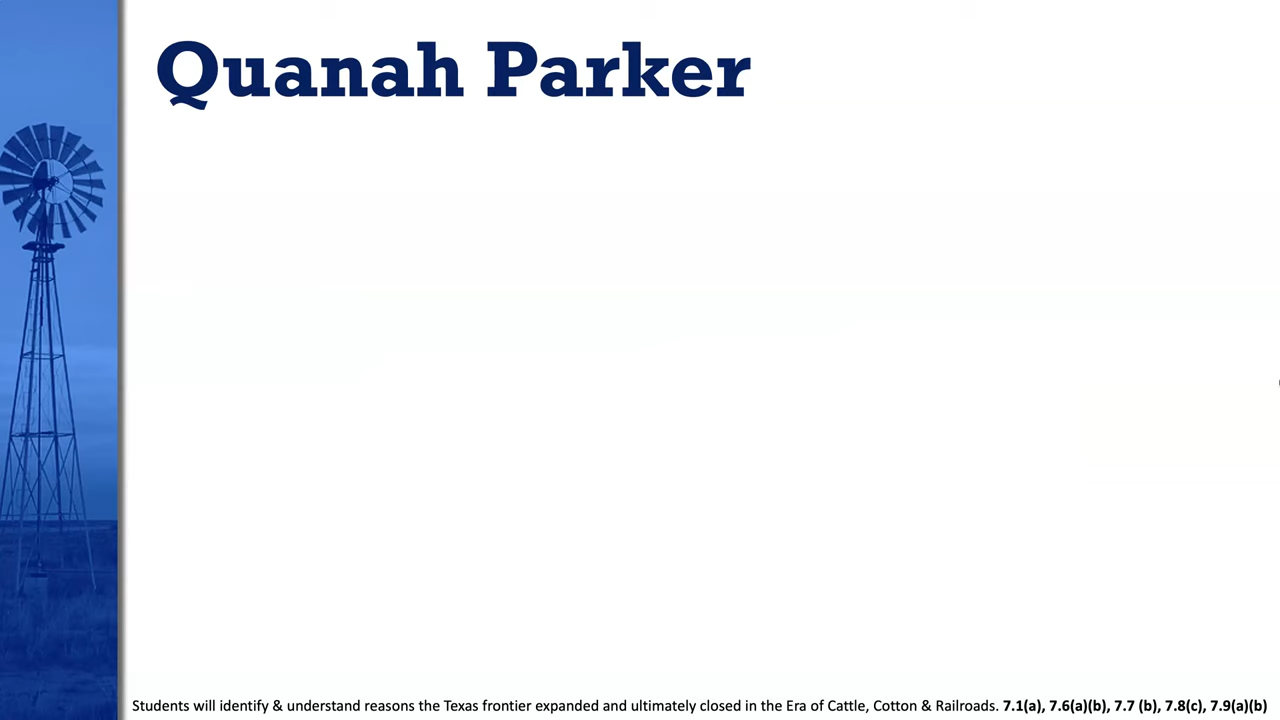 Quanah Parker
Students will identify & understand reasons the Texas frontier expanded and ultimately closed in the Era of Cattle, Cotton & Railroads. 7.1(a), 7.6(a)(b), 7.7 (b), 7.8(c), 7.9(a)(b)